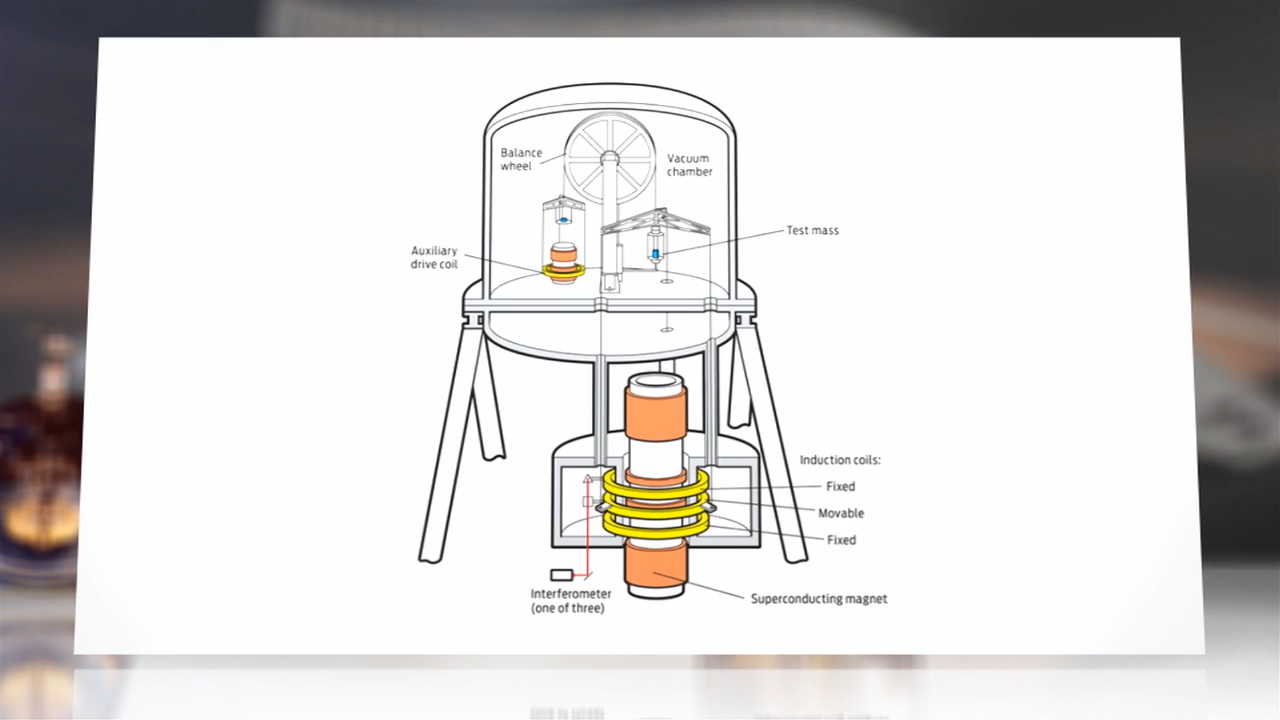 Balance
wheel
Vacuum
chamber
Test mass
Auxiliary
drive coil
Induction coils:
Fixed
Movable
Fixed
Interferometer
(one of three)
Superconducting magnet